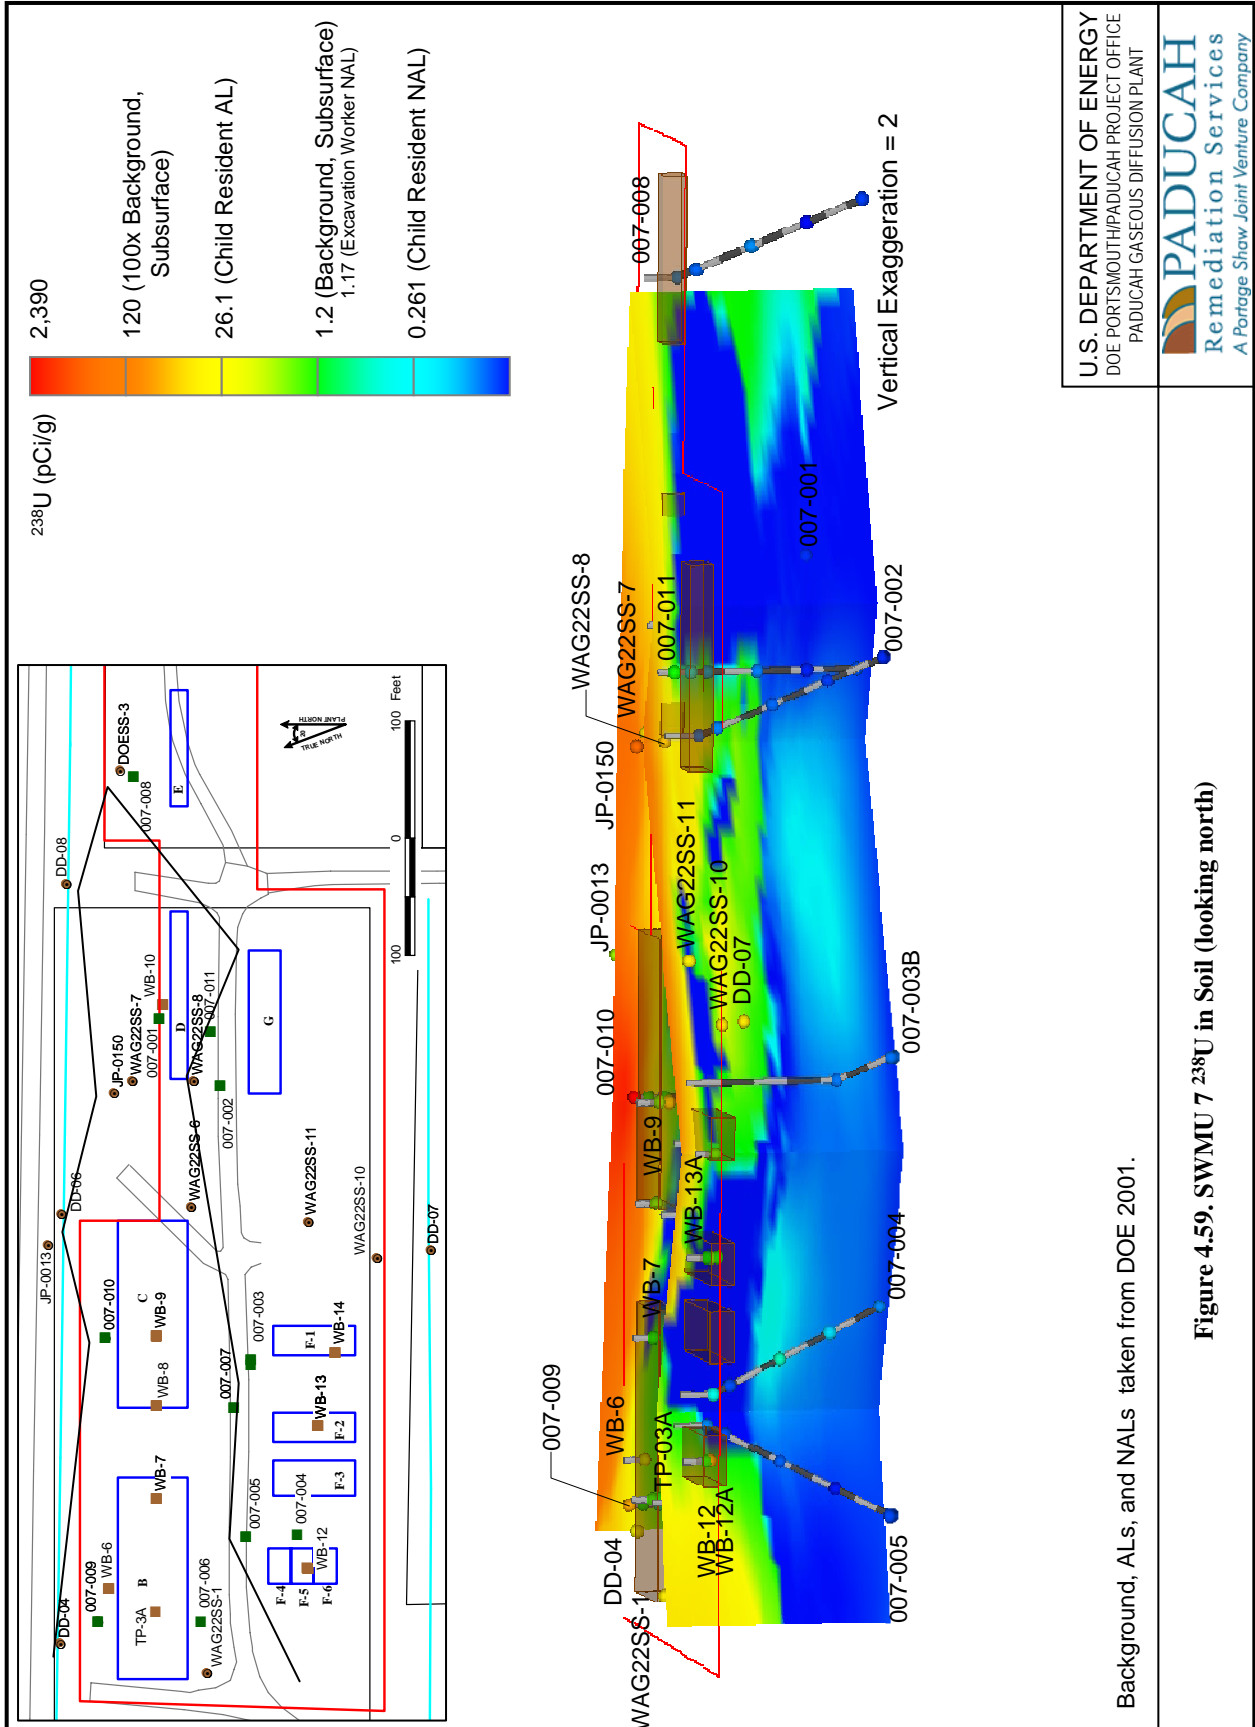 ²³⁸U (pCi/g)
2,390
120 (100x Background,
Subsurface)
26.1 (Child Resident AL)
1.2 (Background, Subsurface)
1.17 (Excavation Worker NAL)
0.261 (Child Resident NAL)
DD-04
007-009
WB-6
TP-3A
B
WB-7
007-006
WAG22SS-1
JP-0013
DD-06
007-010
C
WB-9
WB-8
007-005
007-004
F-4
F-5
F-6
WB-12
F-3
F-2
WB-13
F-1
WB-14
007-007
007-003
WAG22SS-10
DD-07
WAG22SS-11
WAG22SS-6
JP-0150
WAG22SS-7
007-001
WB-10
D
WAG22SS-8
007-011
007-002
G
DD-08
DOESS-3
007-008
E
TRUE NORTH
20
PLANT NORTH
100
0
100
Feet
007-009
WB-6
DD-04
WAG22SS-1
TP-03A
WB-12
WB-12A
007-005
WB-7
007-004
WB-13A
WB-9
007-010
JP-0013
007-003B
WAG22SS-11
WAG22SS-10
DD-07
JP-0150
WAG22SS-8
WAG22SS-7
007-011
007-002
007-001
007-008
Vertical Exaggeration = 2
Background, ALs, and NALs taken from DOE 2001.
U.S. DEPARTMENT OF ENERGY
DOE PORTSMOUTH/PADUCAH PROJECT OFFICE
PADUCAH GASEOUS DIFFUSION PLANT
PADUCAH
Remediation Services
A Portage Shaw Joint Venture Company
Figure 4.59. SWMU 7 ²³⁸U in Soil (looking north)